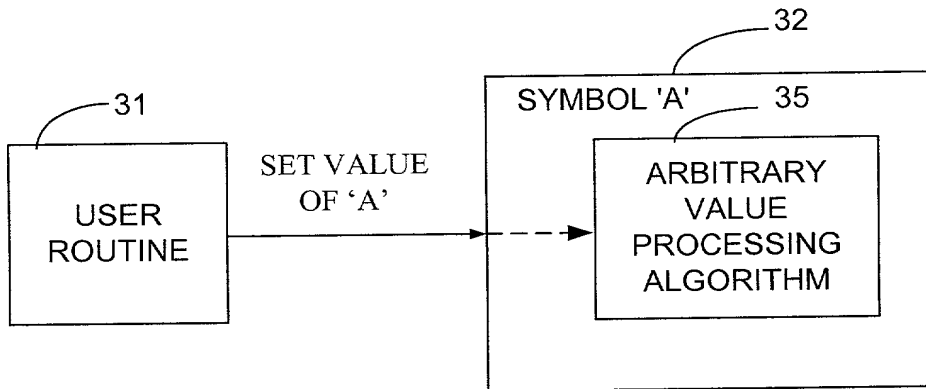 32
SYMBOL 'A'
31
35
SET VALUE
OF ‘A’
USER
ROUTINE
ARBITRARY
VALUE
PROCESSING
ALGORITHM